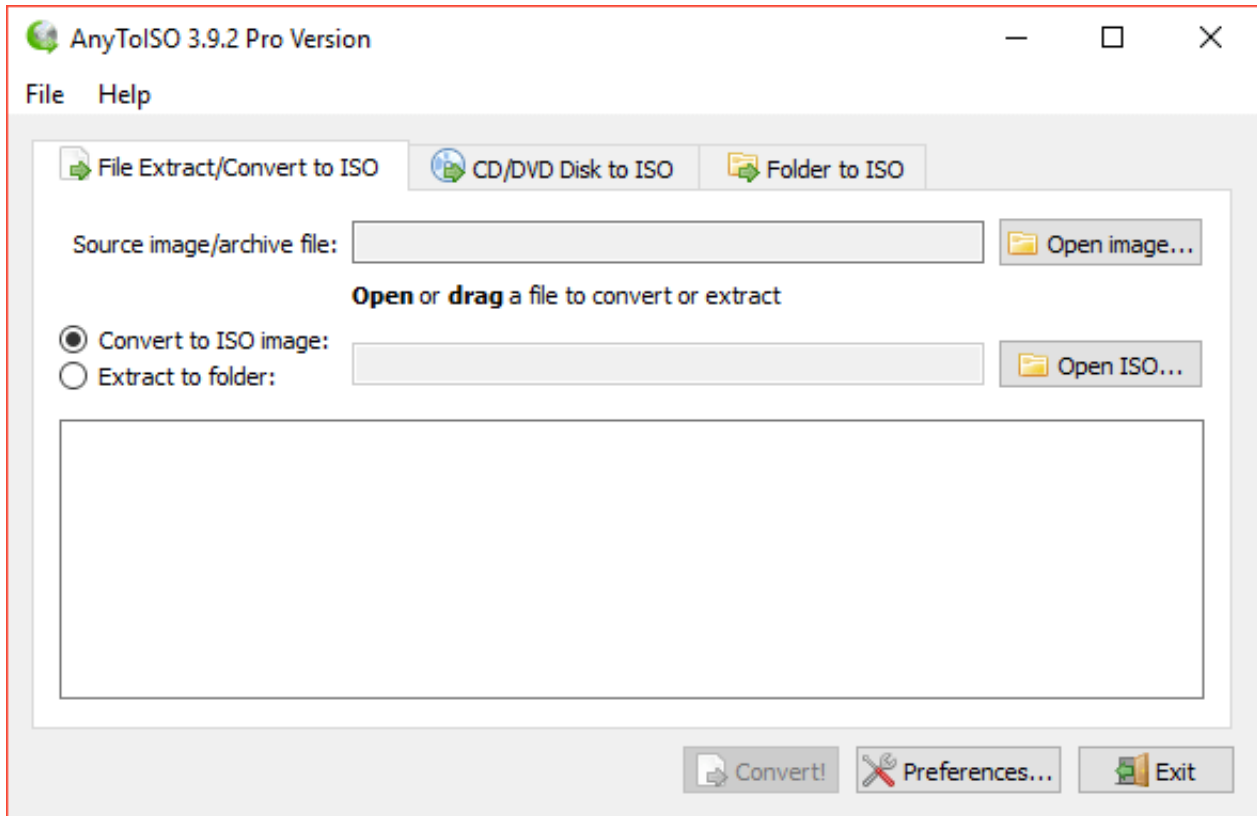 AnyToISO 3.9.2 Pro Version
File Help
File Extract/Convert to ISO CD/DVD Disk to ISO Folder to ISO
Source image/archive file: Open image...
Open or drag a file to convert or extract
Convert to ISO image:
Extract to folder: Open ISO...
Convert! Preferences... Exit